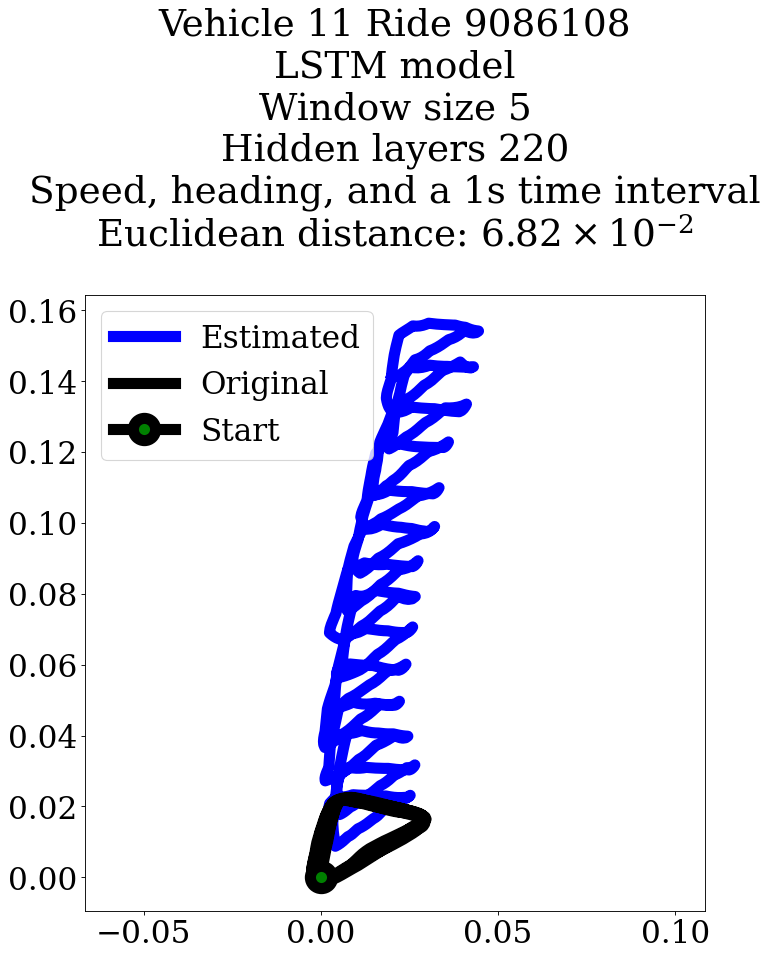 Vehicle 11 Ride 9086108
LSTM model
Window size 5
Hidden layers 220
Speed, heading, and a 1s time interval
Euclidean distance: 6.82 × 10⁻²
Estimated
Original
Start
0.16
0.14
0.12
0.10
0.08
0.06
0.04
0.02
0.00
−0.05
0.00
0.05
0.10